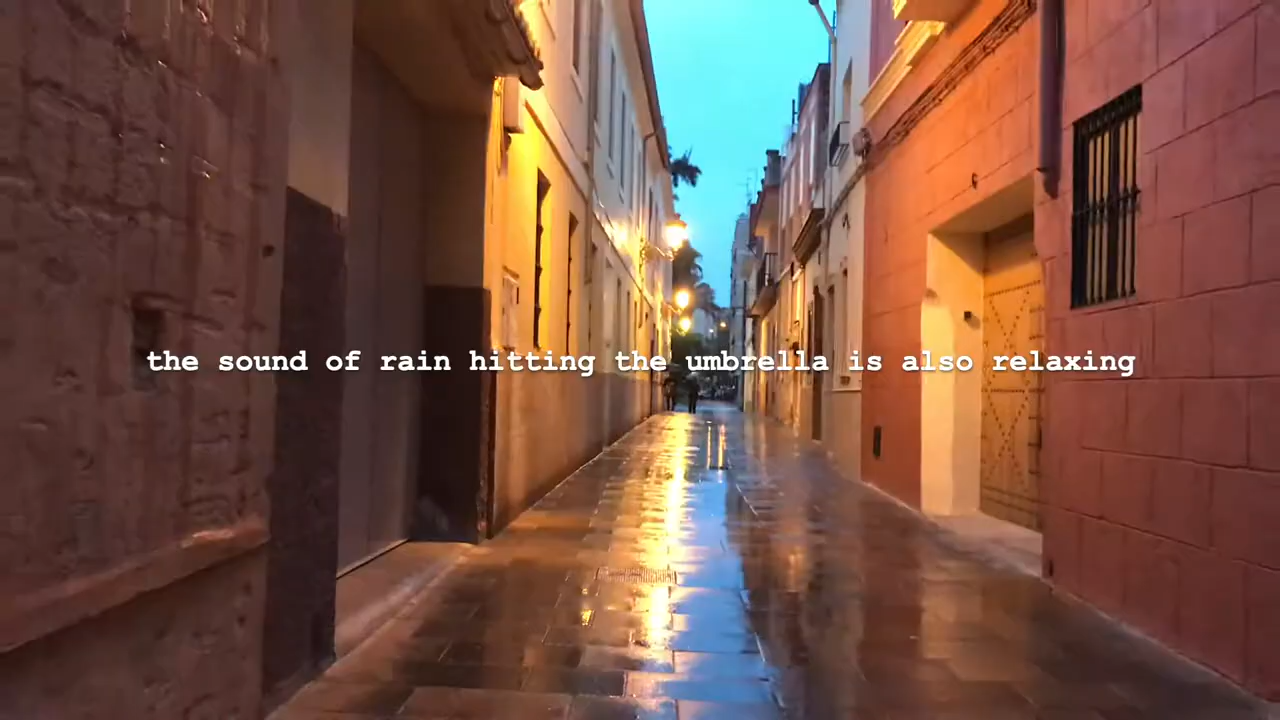 the sound of rain hitting the umbrella is also relaxing